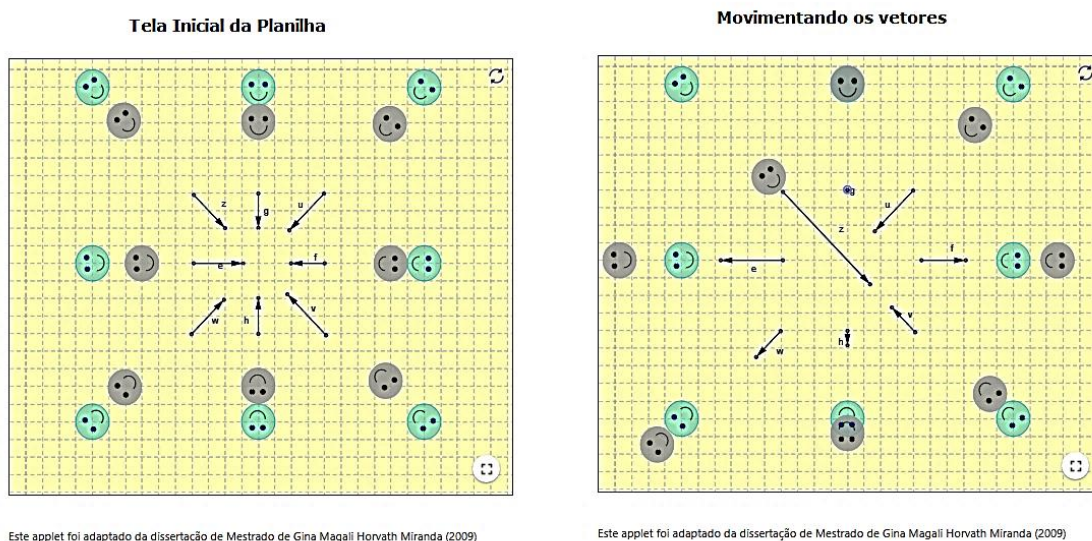 Tela Inicial da Planilha
z
g
u
e
f
w
h
v
Este applet foi adaptado da dissertação de Mestrado de Gina Magali Horvath Miranda (2009)
Movimentando os vetores
g
u
z
e
f
v
h
w
Este applet foi adaptado da dissertação de Mestrado de Gina Magali Horvath Miranda (2009)